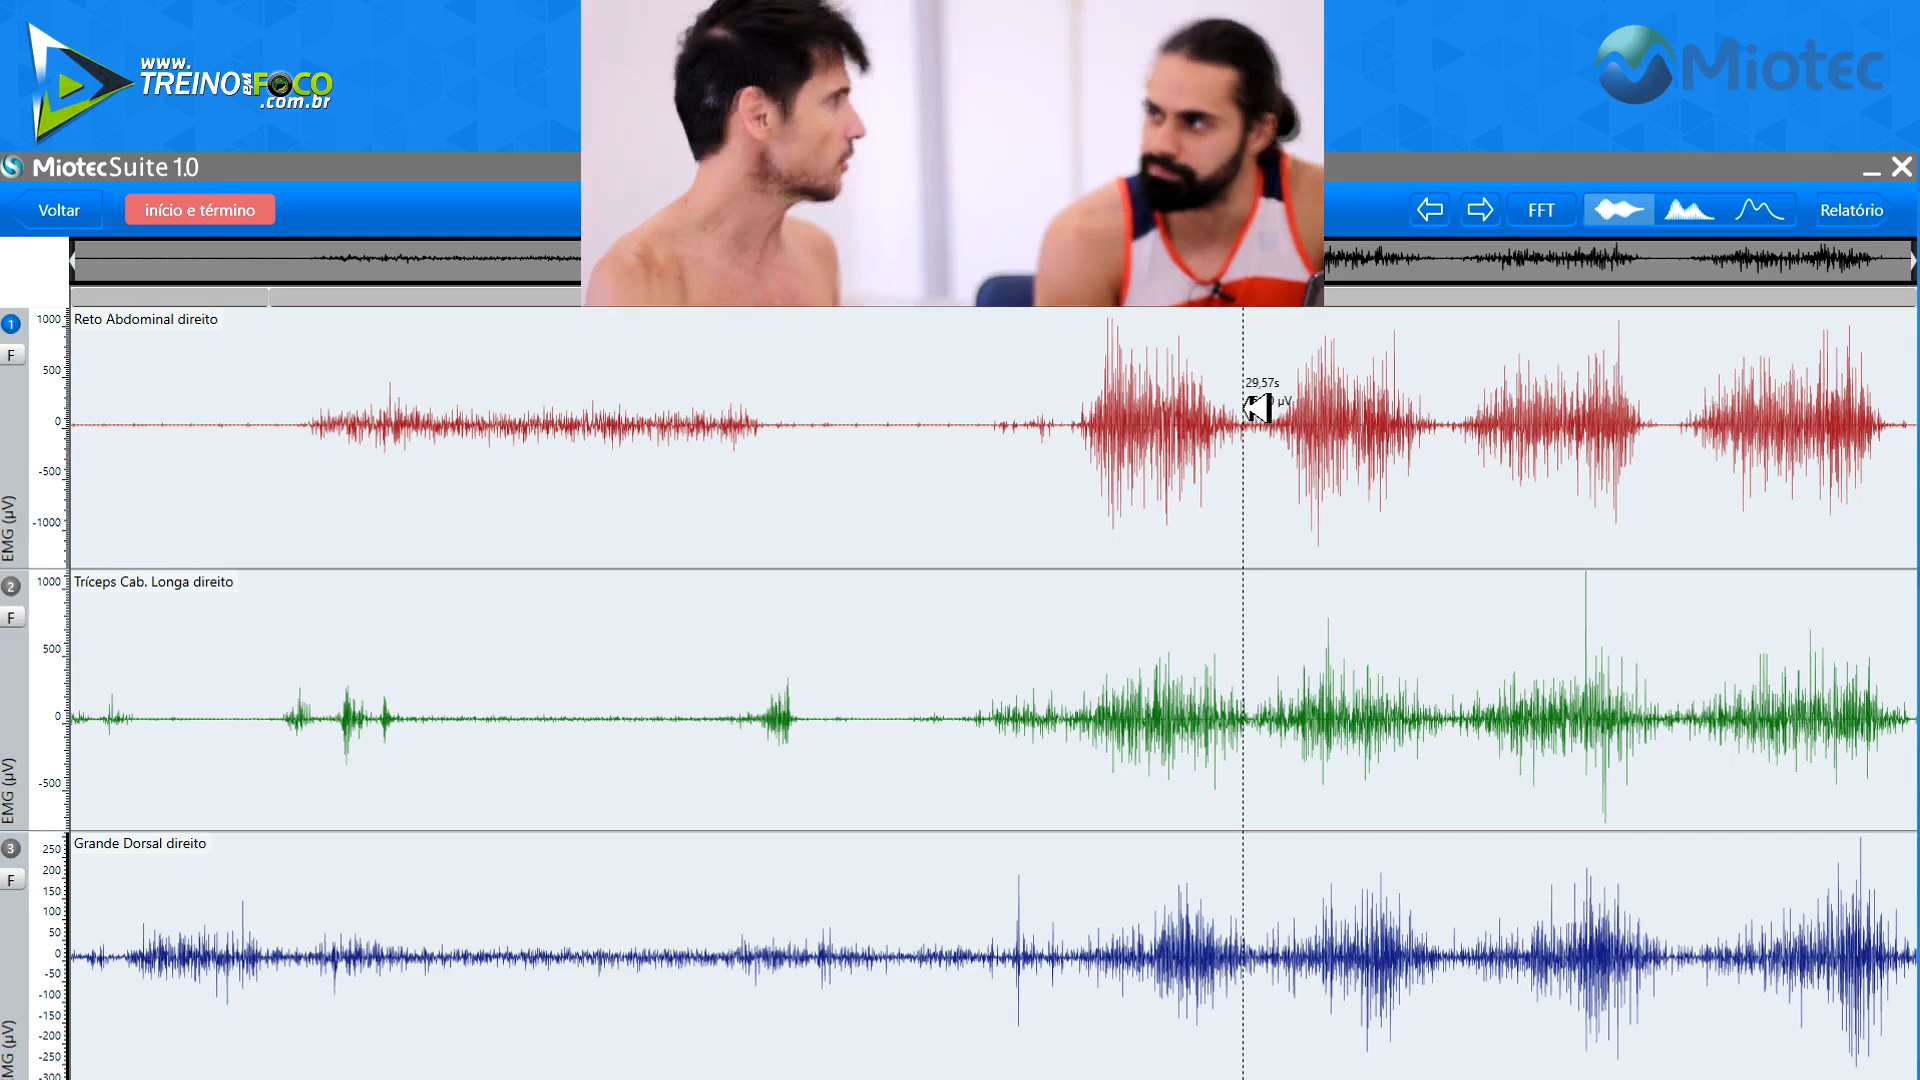 www.
TREINO EM FOCO
.com.br
Miotec
MiotecSuite 1.0
Voltar
início e término
FFT
Relatório
1
F
1000
500
0
-500
-1000
EMG (µV)
Reto Abdominal direito
29,57s
µV
2
F
1000
500
0
-500
EMG (µV)
Tríceps Cab. Longa direito
3
F
250
200
150
100
50
0
-50
-100
-150
-200
-250
-300
Grande Dorsal direito